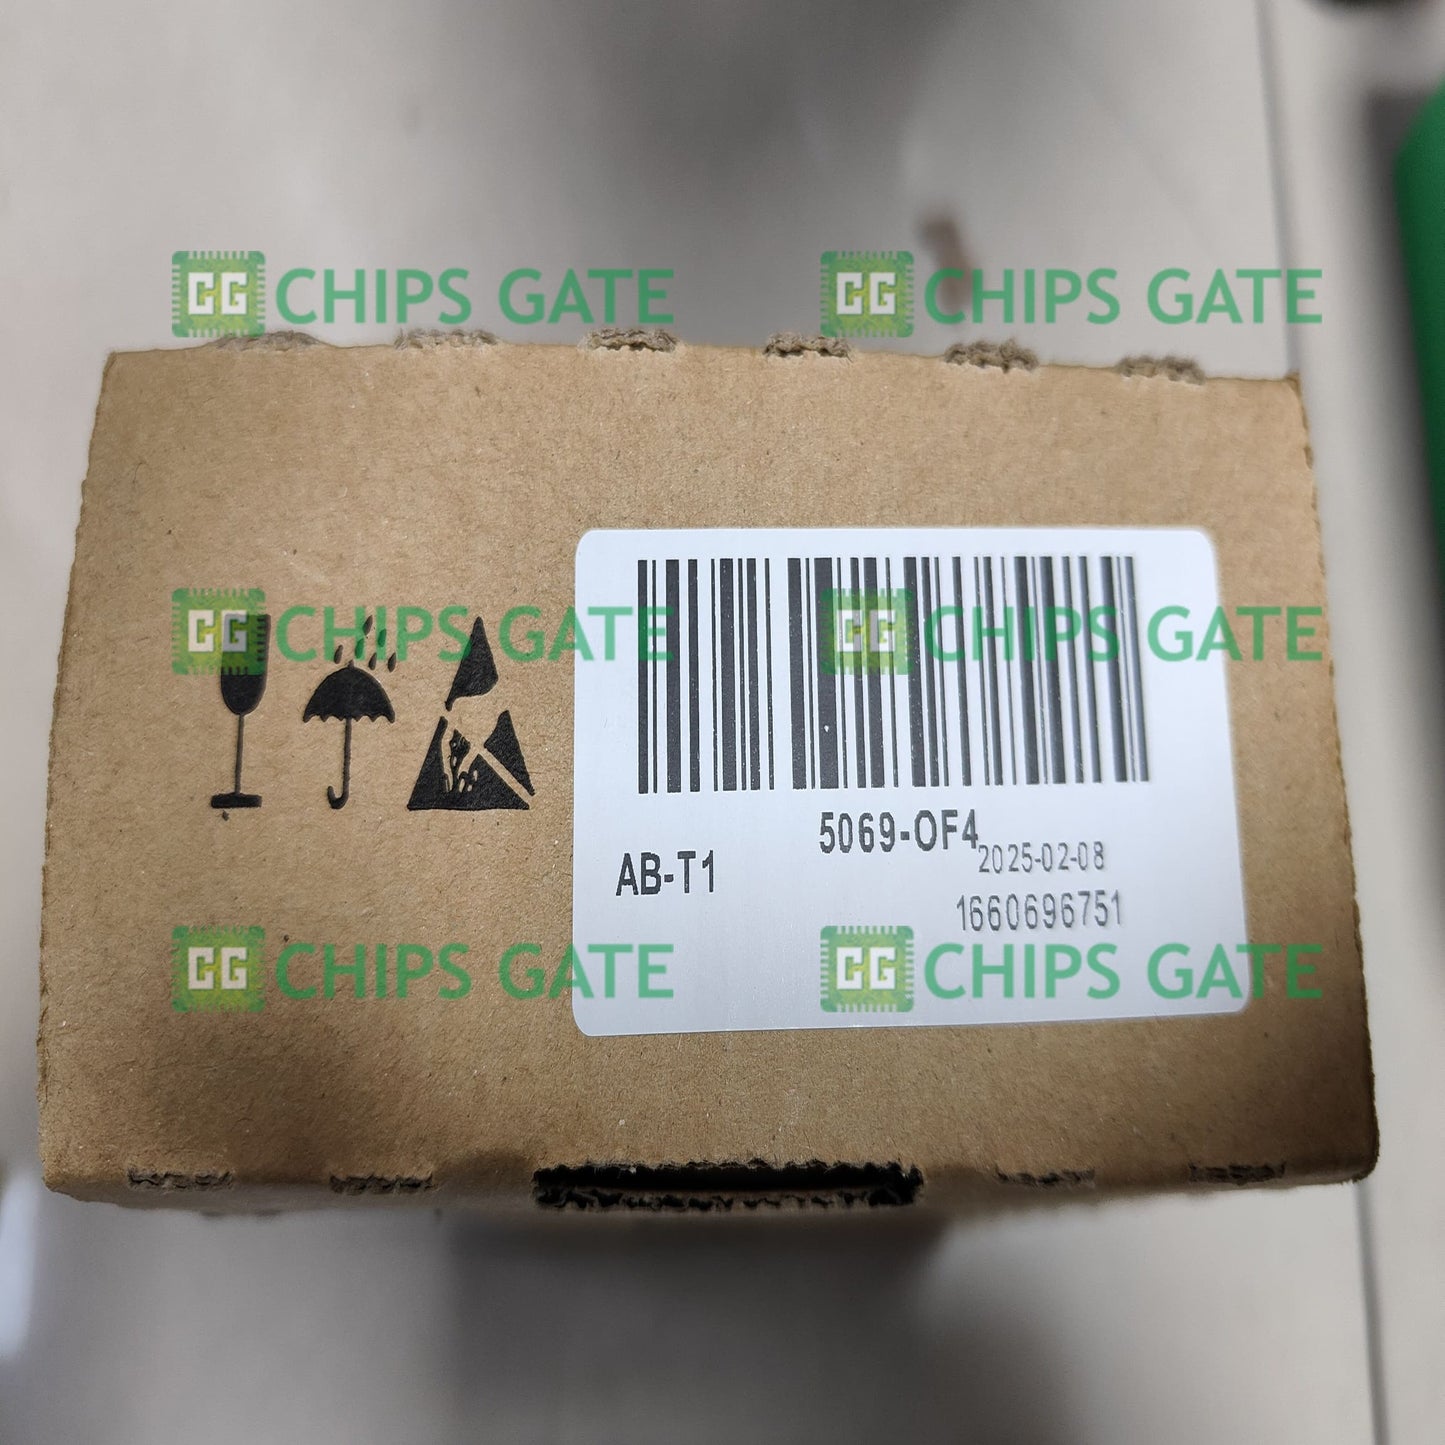 CG CHIPS GATE CG CHIPS GATE
CG CHIPS GATE CG CHIPS GATE
5069-OF4
2025-02-08
AB-T1
1660696751
CG CHIPS GATE CG CHIPS GATE